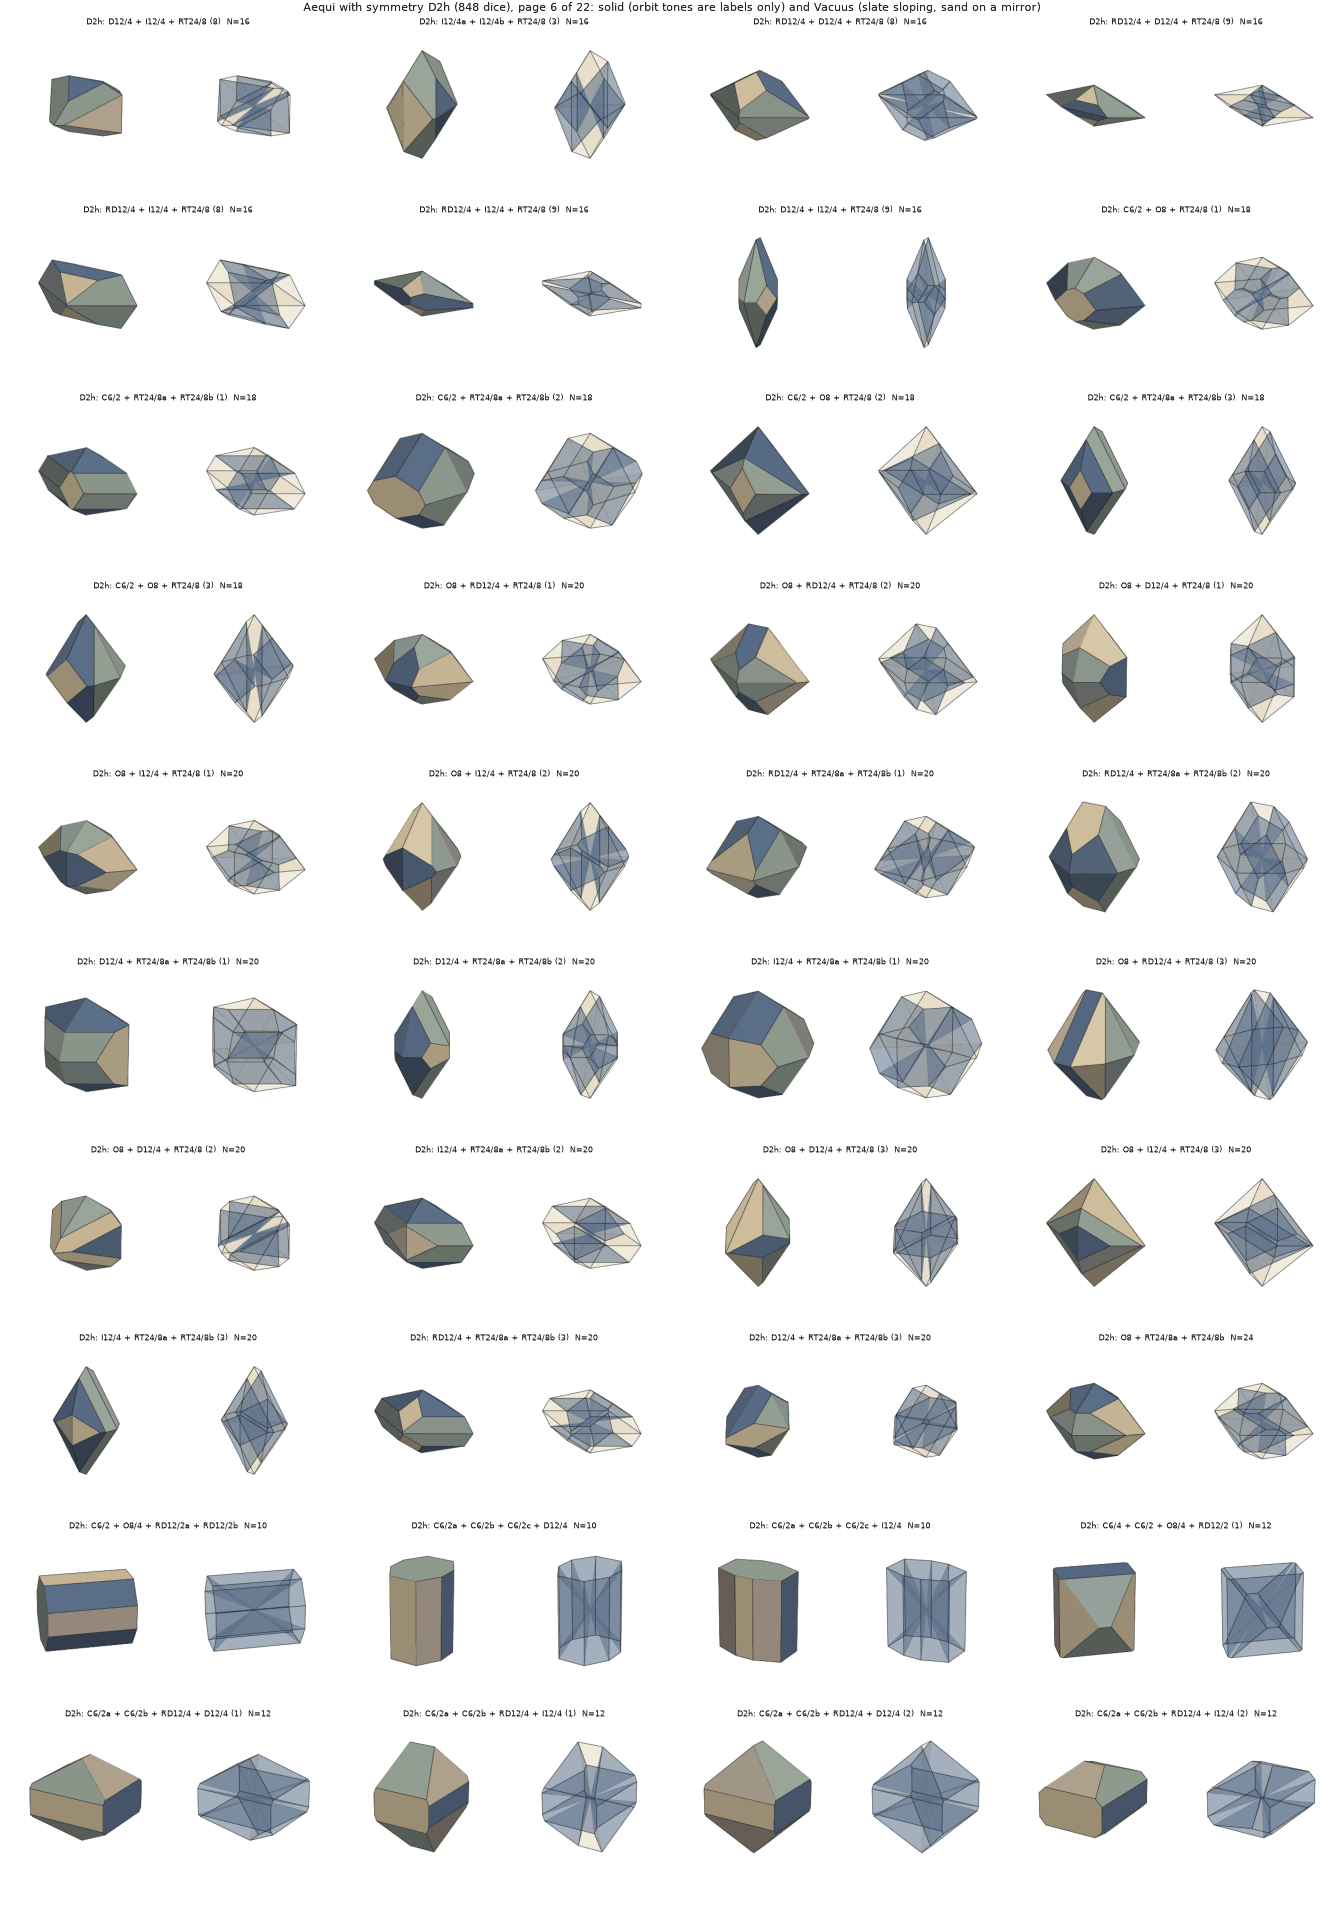 Aequi with symmetry D2h (848 dice), page 6 of 22: solid (orbit tones are labels only) and Vacuus (slate sloping, sand on a mirror)
D2h: D12/4 + I12/4 + RT24/8 (8) N=16
D2h: I12/4a + I12/4b + RT24/8 (3) N=16
D2h: RD12/4 + D12/4 + RT24/8 (8) N=16
D2h: RD12/4 + D12/4 + RT24/8 (9) N=16
D2h: RD12/4 + I12/4 + RT24/8 (8) N=16
D2h: RD12/4 + I12/4 + RT24/8 (9) N=16
D2h: D12/4 + I12/4 + RT24/8 (9) N=16
D2h: C6/2 + O8 + RT24/8 (1) N=18
D2h: C6/2 + RT24/8a + RT24/8b (1) N=18
D2h: C6/2 + RT24/8a + RT24/8b (2) N=18
D2h: C6/2 + O8 + RT24/8 (2) N=18
D2h: C6/2 + RT24/8a + RT24/8b (3) N=18
D2h: C6/2 + O8 + RT24/8 (3) N=18
D2h: O8 + RD12/4 + RT24/8 (1) N=20
D2h: O8 + RD12/4 + RT24/8 (2) N=20
D2h: O8 + D12/4 + RT24/8 (1) N=20
D2h: O8 + I12/4 + RT24/8 (1) N=20
D2h: O8 + I12/4 + RT24/8 (2) N=20
D2h: RD12/4 + RT24/8a + RT24/8b (1) N=20
D2h: RD12/4 + RT24/8a + RT24/8b (2) N=20
D2h: D12/4 + RT24/8a + RT24/8b (1) N=20
D2h: D12/4 + RT24/8a + RT24/8b (2) N=20
D2h: I12/4 + RT24/8a + RT24/8b (1) N=20
D2h: O8 + RD12/4 + RT24/8 (3) N=20
D2h: O8 + D12/4 + RT24/8 (2) N=20
D2h: I12/4 + RT24/8a + RT24/8b (2) N=20
D2h: O8 + D12/4 + RT24/8 (3) N=20
D2h: O8 + I12/4 + RT24/8 (3) N=20
D2h: I12/4 + RT24/8a + RT24/8b (3) N=20
D2h: RD12/4 + RT24/8a + RT24/8b (3) N=20
D2h: D12/4 + RT24/8a + RT24/8b (3) N=20
D2h: O8 + RT24/8a + RT24/8b N=24
D2h: C6/2 + O8/4 + RD12/2a + RD12/2b N=10
D2h: C6/2a + C6/2b + C6/2c + D12/4 N=10
D2h: C6/2a + C6/2b + C6/2c + I12/4 N=10
D2h: C6/4 + C6/2 + O8/4 + RD12/2 (1) N=12
D2h: C6/2a + C6/2b + RD12/4 + D12/4 (1) N=12
D2h: C6/2a + C6/2b + RD12/4 + I12/4 (1) N=12
D2h: C6/2a + C6/2b + RD12/4 + D12/4 (2) N=12
D2h: C6/2a + C6/2b + RD12/4 + I12/4 (2) N=12